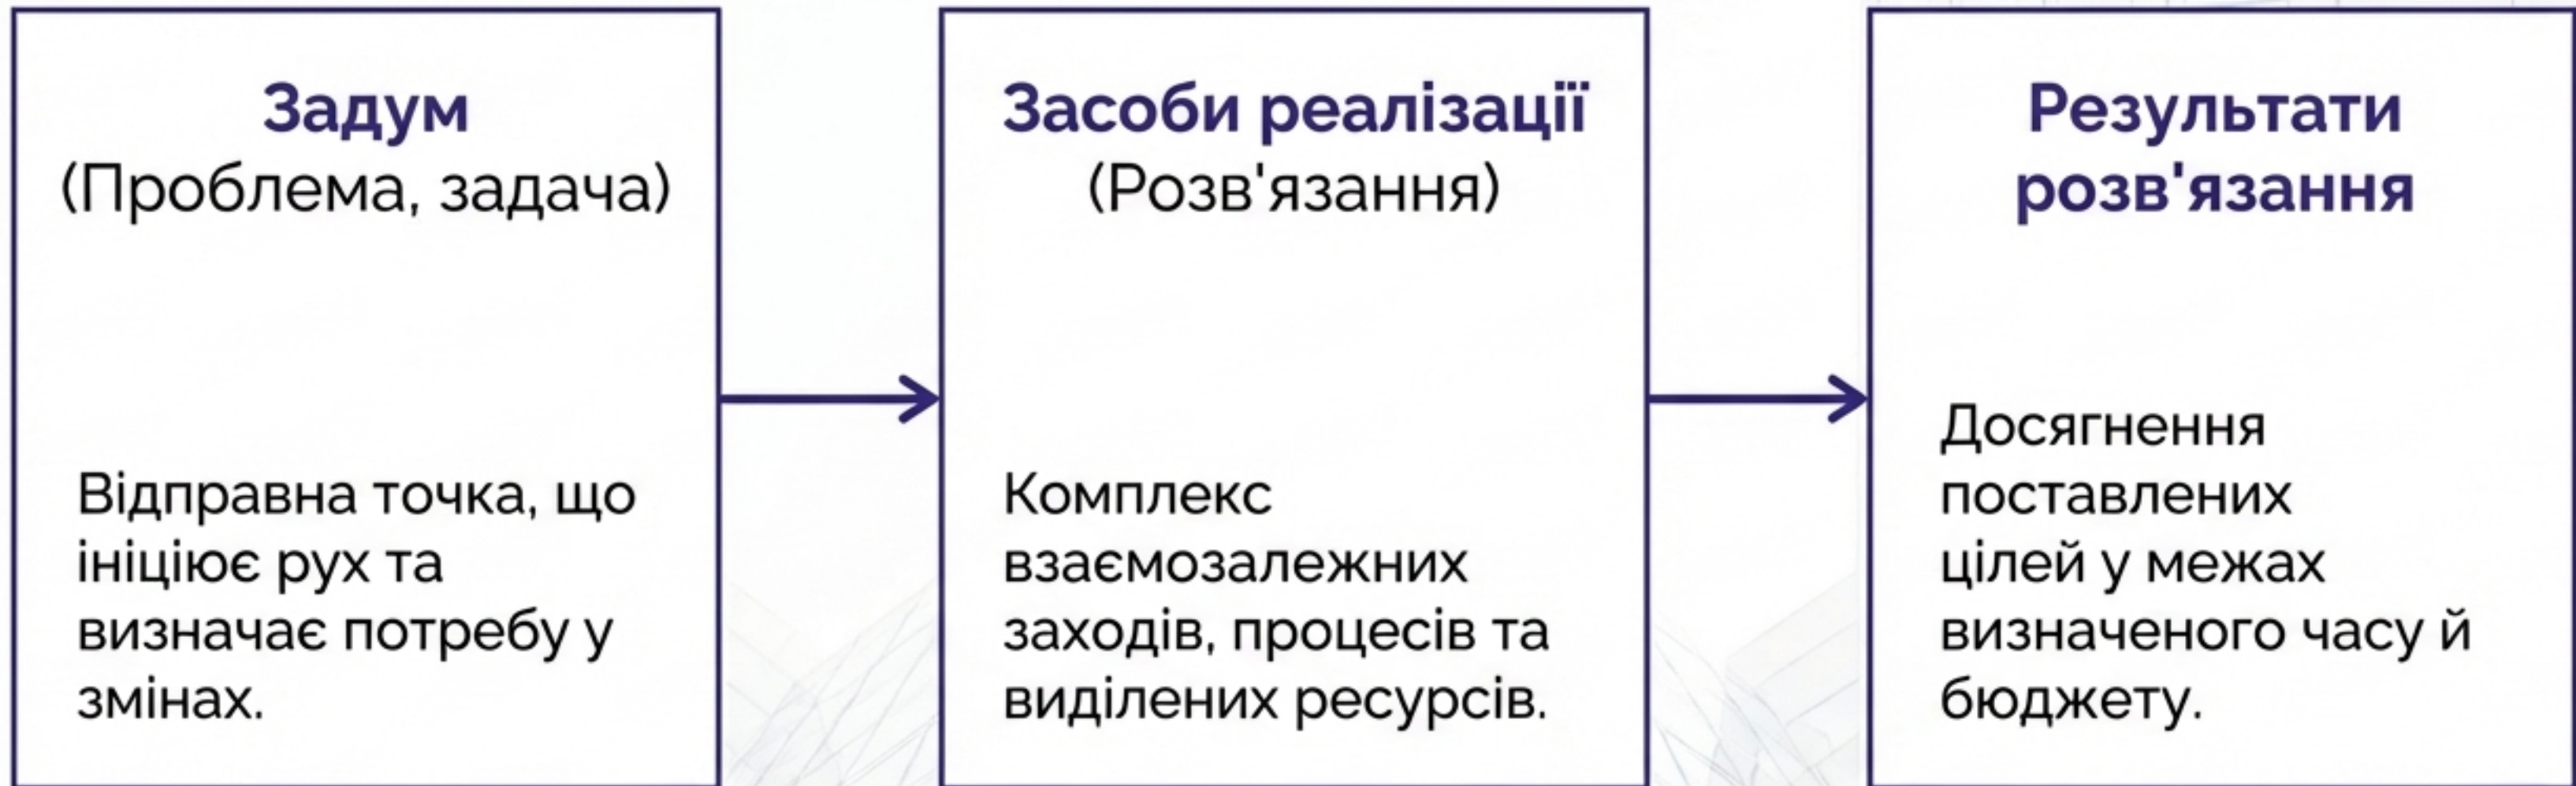 Задум
(Проблема, задача)
Відправна точка, що
ініціює рух та
визначає потребу у
змінах.
Засоби реалізації
(Розв'язання)
Комплекс
взаємозалежних
заходів, процесів та
виділених ресурсів.
Результати
розв'язання
Досягнення
поставлених
цілей у межах
визначеного часу й
бюджету.